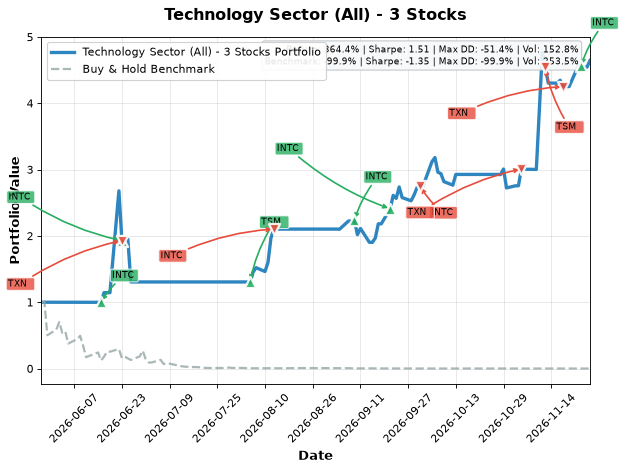 Technology Sector (All) - 3 Stocks
INTC
Technology Sector (All) - 3 Stocks Portfolio
Buy & Hold Benchmark
364.4% | Sharpe: 1.51 | Max DD: -51.4% | Vol: 152.8%
99.9% | Sharpe: -1.35 | Max DD: -99.9% | Vol: 253.5%
5
4
3
2
1
0
TXN
TSM
INTC
INTC
INTC
TXN
INTC
TSM
INTC
INTC
TXN
Portfolio Value
2026-06-07
2026-06-23
2026-07-09
2026-07-25
2026-08-10
2026-08-26
2026-09-11
2026-09-27
2026-10-13
2026-10-29
2026-11-14
Date